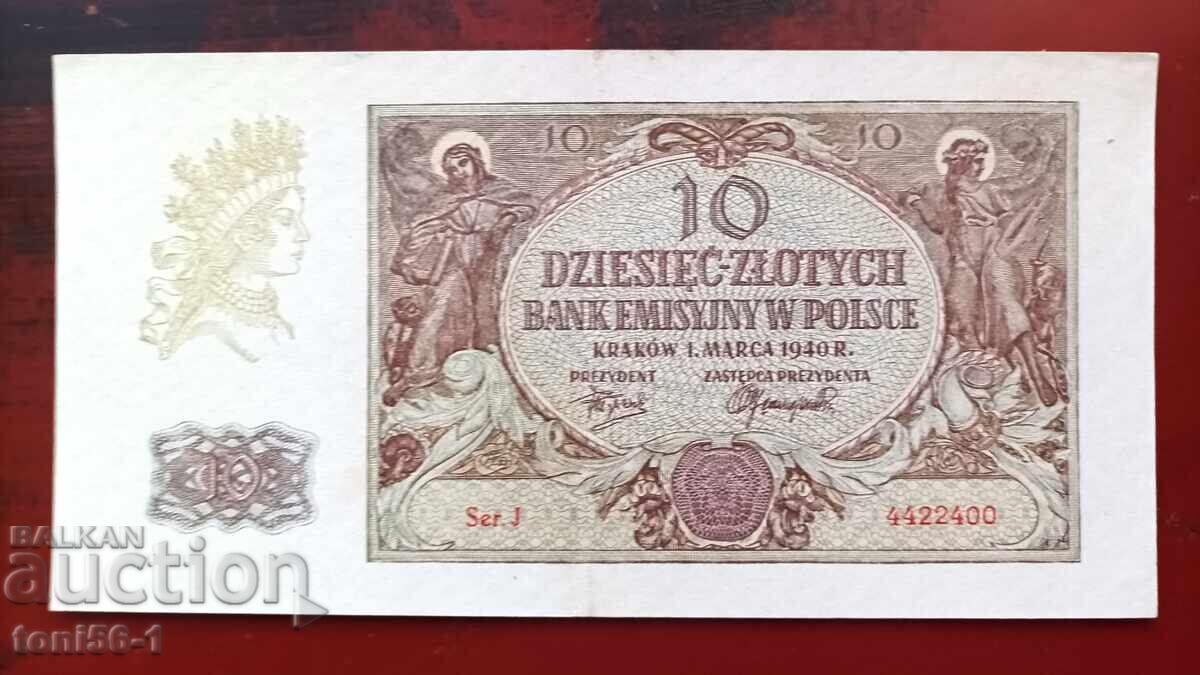 10 10
10
DZIESIĘĆ-ZŁOTYCH
BANK EMISYJNY W POLSCE
KRAKÓW 1. MARCA 1940 R.
PREZYDENT ZASTĘPCA PREZYDENTA
10
Ser. J 4422400
BALKAN
auction
toni56-1